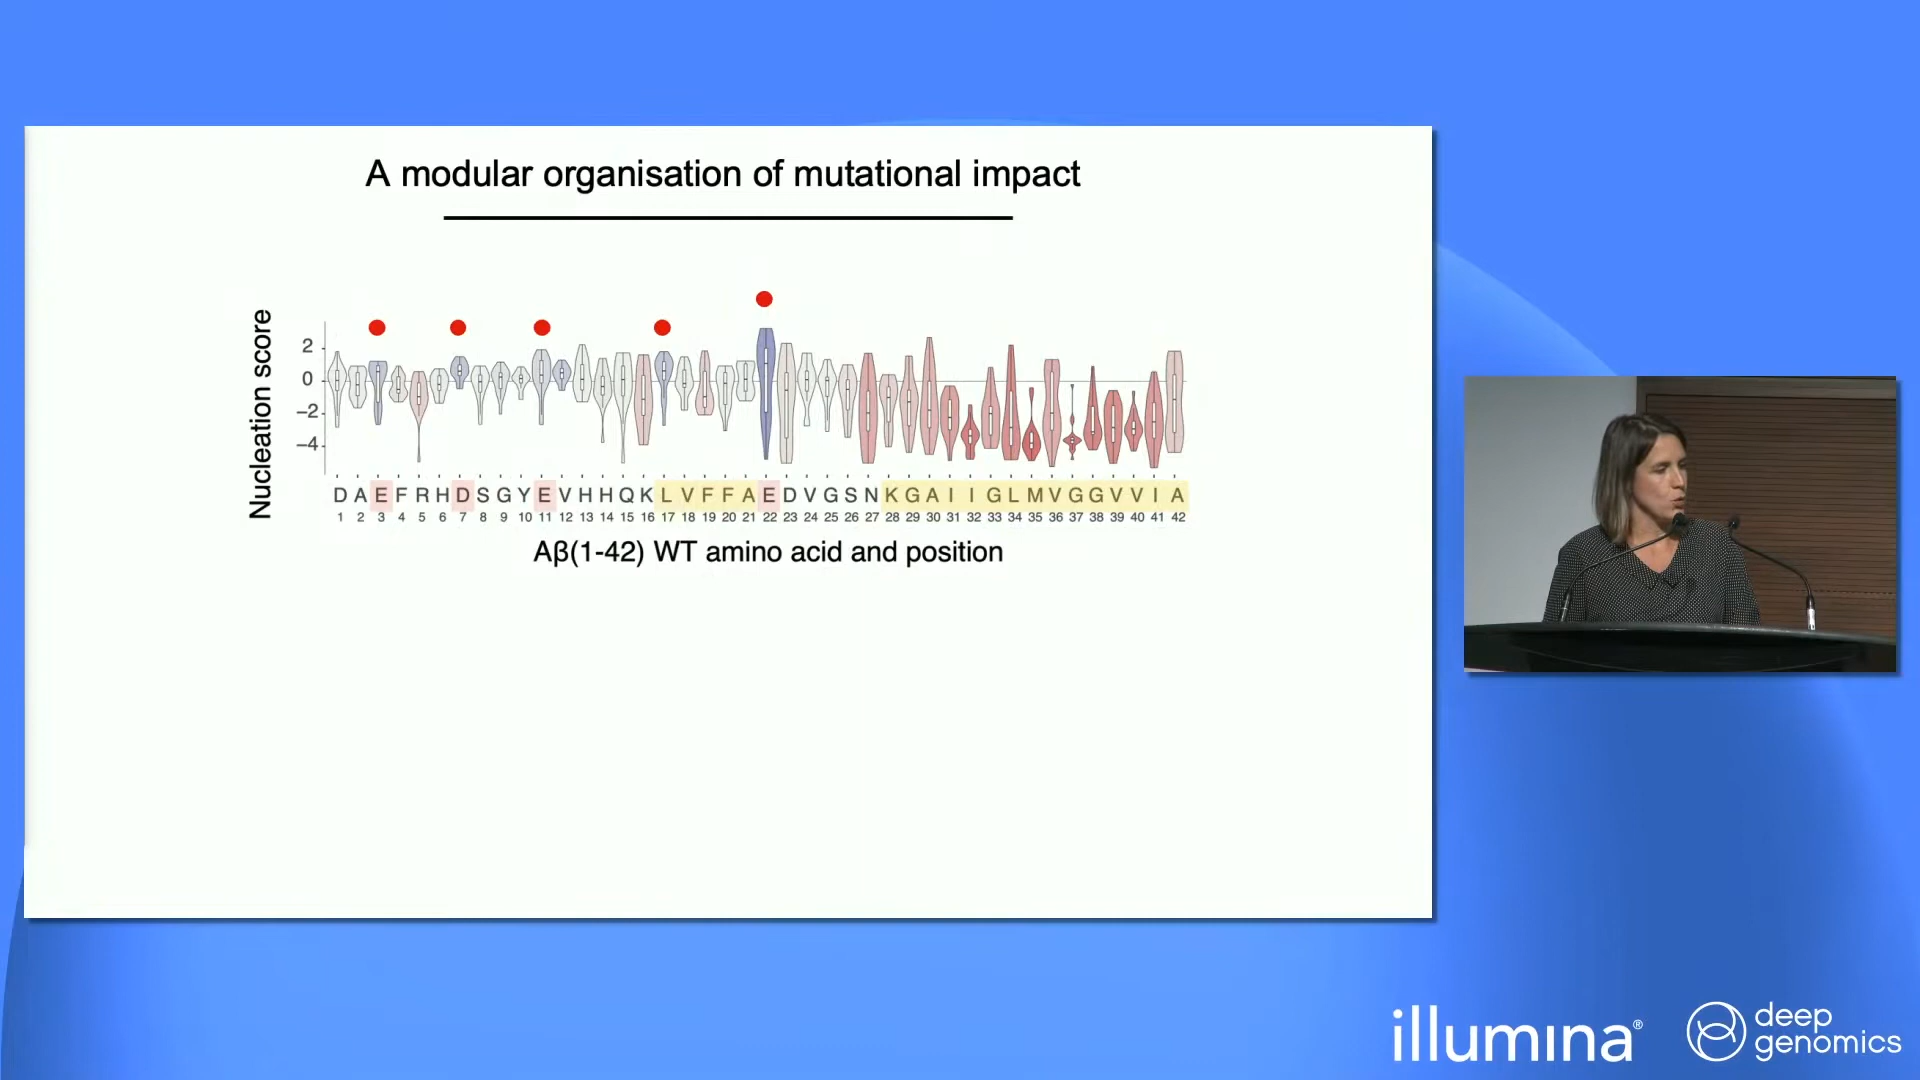 A modular organisation of mutational impact
Nucleation score
2
0
−2
−4
D A E F R H D S G Y E V H H Q K L V F F A E D V G S N K G A I I G L M V G G V V I A
1 2 3 4 5 6 7 8 9 10 11 12 13 14 15 16 17 18 19 20 21 22 23 24 25 26 27 28 29 30 31 32 33 34 35 36 37 38 39 40 41 42
Aβ(1-42) WT amino acid and position
illumına®
deep
genomics